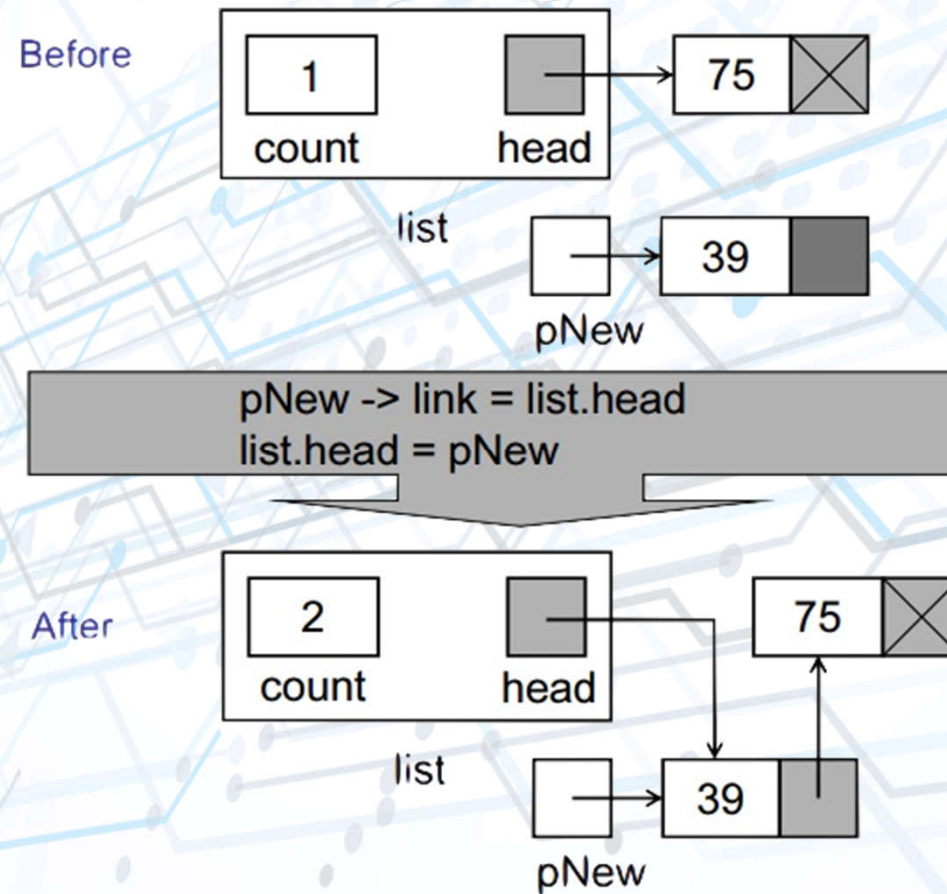 Before
1
75
count
head
list
39
pNew
pNew -> link = list.head
list.head = pNew
After
2
75
count
head
list
39
pNew